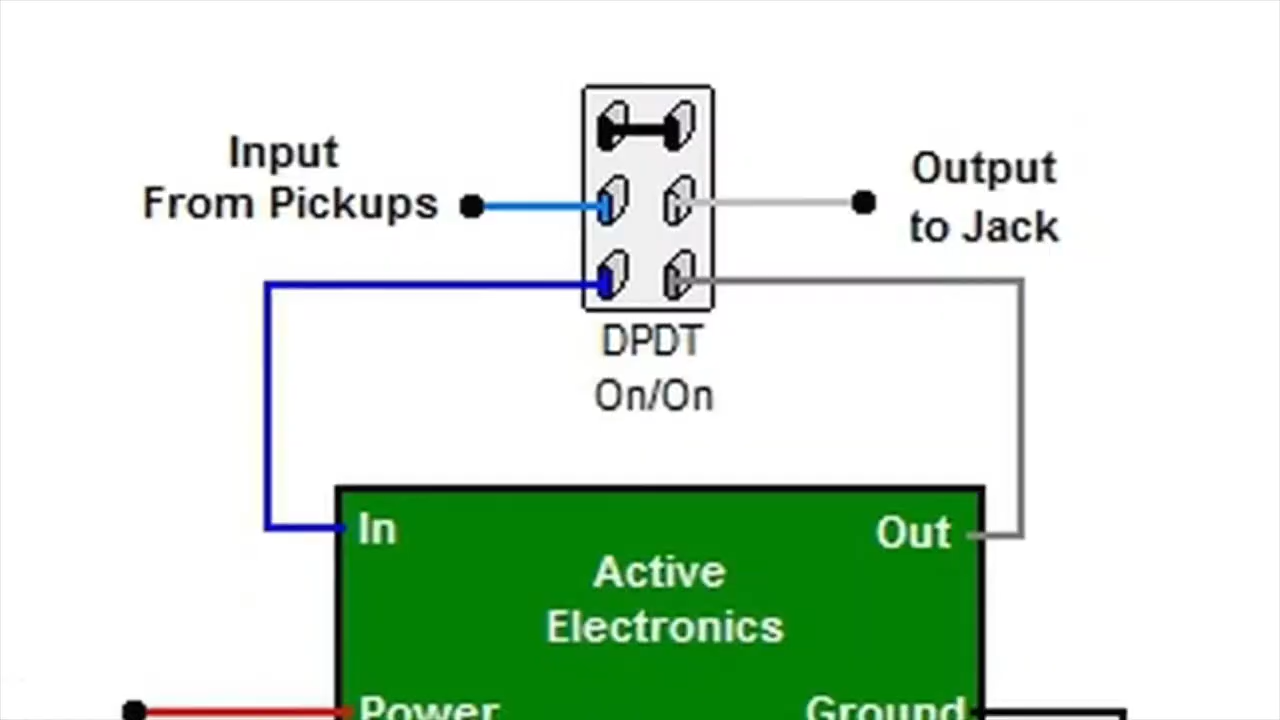 Input
From Pickups
Output
to Jack
DPDT
On/On
In
Out
Active
Electronics
Power
Ground